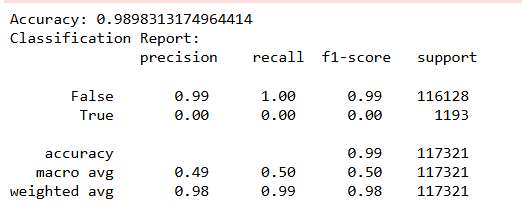 Accuracy: 0.9898313174964414
Classification Report:
precision recall f1-score support
False 0.99 1.00 0.99 116128
True 0.00 0.00 0.00 1193
accuracy 0.99 117321
macro avg 0.49 0.50 0.50 117321
weighted avg 0.98 0.99 0.98 117321